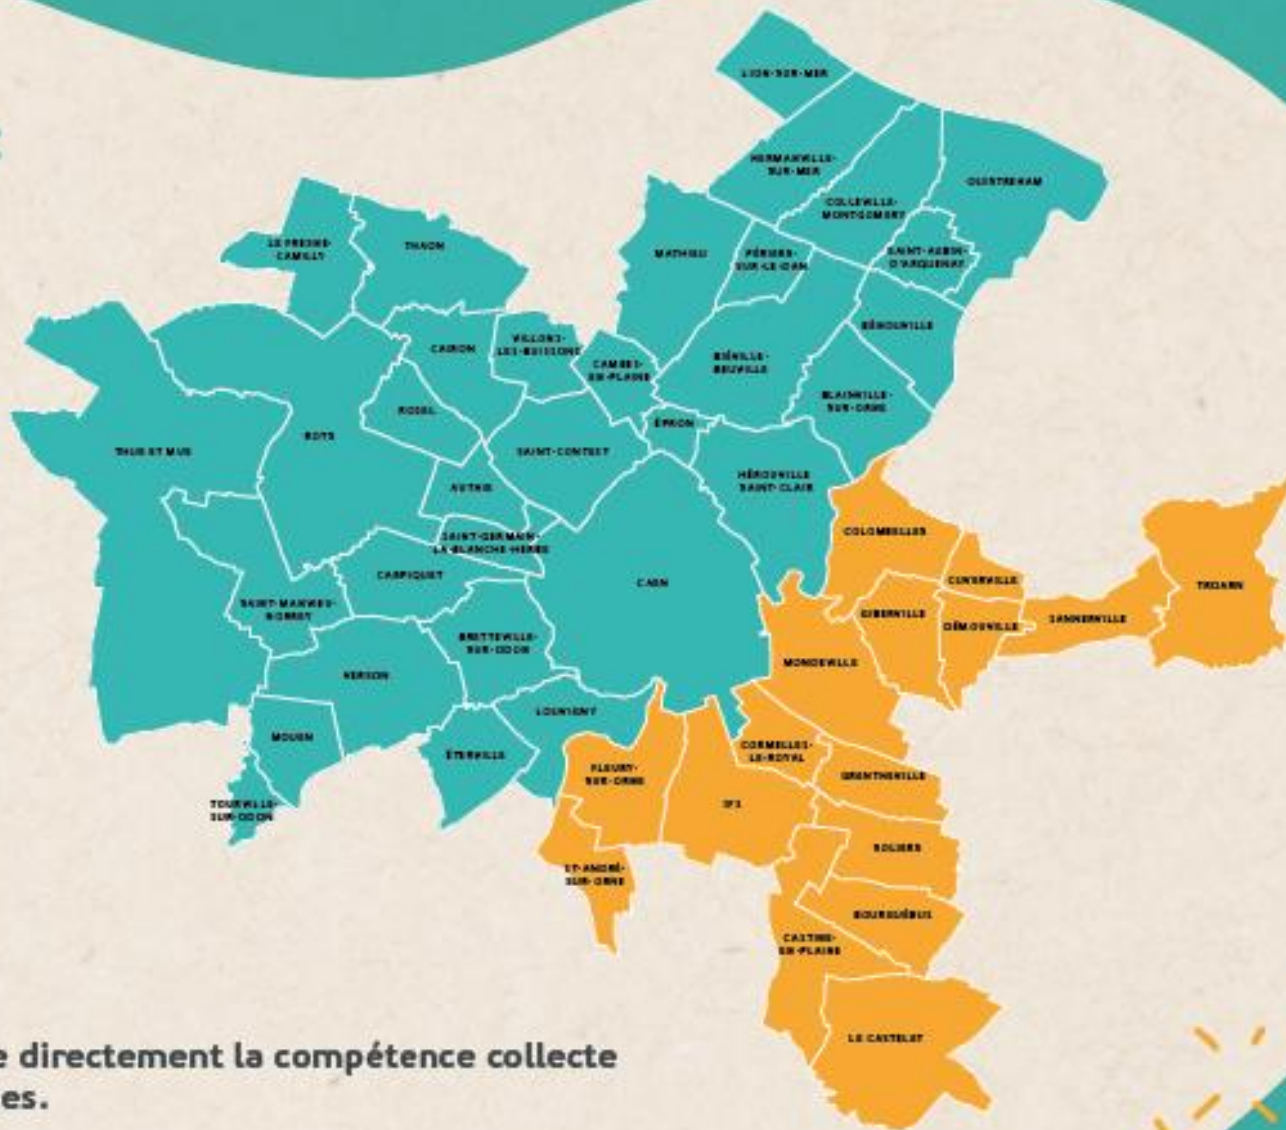 LION-SUR-MER
HERMANVILLE-
SUR-MER
COLLEVILLE-
MONTGOMERY
OUISTREHAM
LE FRESNE-
CAMILLY
THAON
MATHIEU
PÉRIERS-
SUR-LE-DAN
SAINT-AUBIN-
D'ARQUENAY
BÉNOUVILLE
CAIRON
VILLONS-
LES-BUISSONS
CAMBES-
EN-PLAINE
BIÉVILLE-
BEUVILLE
BLAINVILLE-
SUR-ORNE
ROSEL
ÉPRON
ROTS
THUE ET MUE
SAINT-CONTEST
HÉROUVILLE
SAINT-CLAIR
AUTHIE
SAINT-GERMAIN-
LA-BLANCHE-HERBE
COLOMBELLES
CARPIQUET
CAEN
CUVERVILLE
TROARN
SAINT-MANVIEU-
NORREY
GIBERVILLE
DÉMOUVILLE
SANNERVILLE
BRETTEVILLE-
SUR-ODON
MONDEVILLE
VERSON
LOUVIGNY
MOUEN
ÉTERVILLE
CORMELLES-
LE-ROYAL
FLEURY-
SUR-ORNE
GRENTHEVILLE
IFS
TOURVILLE-
SUR-ODON
SOLIERS
ST-ANDRÉ-
SUR-ORNE
BOURGUÉBUS
CASTINE-
EN-PLAINE
LE CASTELET
e directement la compétence collecte
es.